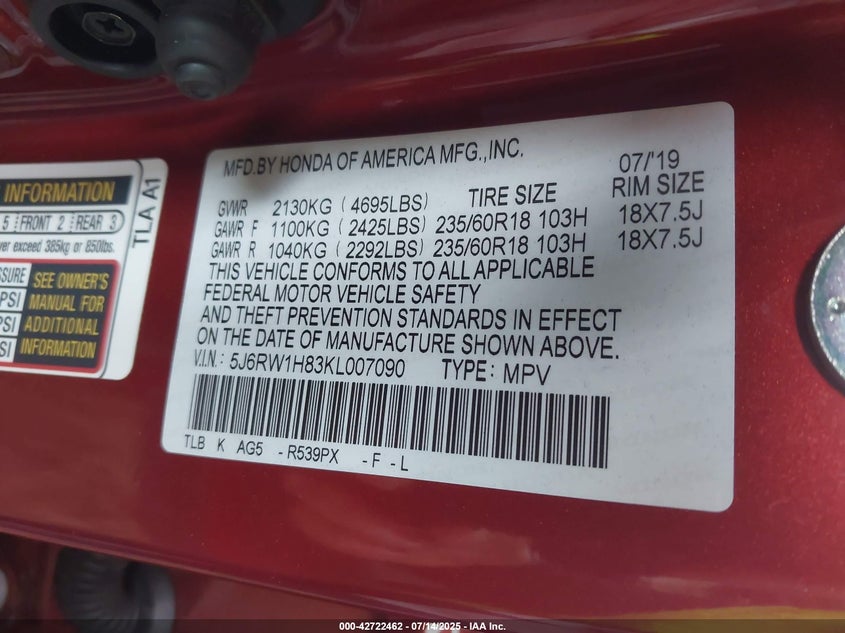 INFORMATION
5 FRONT 2 REAR 3
ver exceed 385kg or 850lbs.
SSURE
PSI
PSI
SI
SEE OWNER'S
MANUAL FOR
ADDITIONAL
INFORMATION
TLA A1
MFD.BY HONDA OF AMERICA MFG.,INC. 07/'19
TIRE SIZE RIM SIZE
GVWR 2130KG ( 4695LBS)
GAWR F 1100KG ( 2425LBS) 235/60R18 103H 18X7.5J
GAWR R 1040KG ( 2292LBS) 235/60R18 103H 18X7.5J
THIS VEHICLE CONFORMS TO ALL APPLICABLE
FEDERAL MOTOR VEHICLE SAFETY
AND THEFT PREVENTION STANDARDS IN EFFECT
ON THE DATE OF MANUFACTURE SHOWN ABOVE.
V.I.N.: 5J6RW1H83KL007090 TYPE: MPV
TLB K AG5 -R539PX -F -L
000-42722462 - 07/14/2025 - IAA Inc.